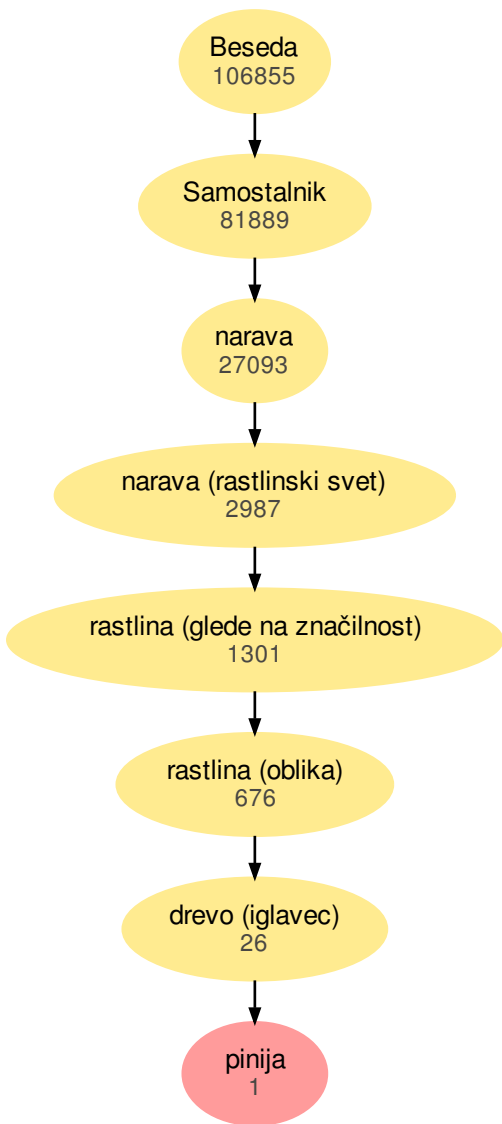 Beseda
106855
Samostalnik
81889
narava
27093
narava (rastlinski svet)
2987
rastlina (glede na značilnost)
1301
rastlina (oblika)
676
drevo (iglavec)
26
pinija
1